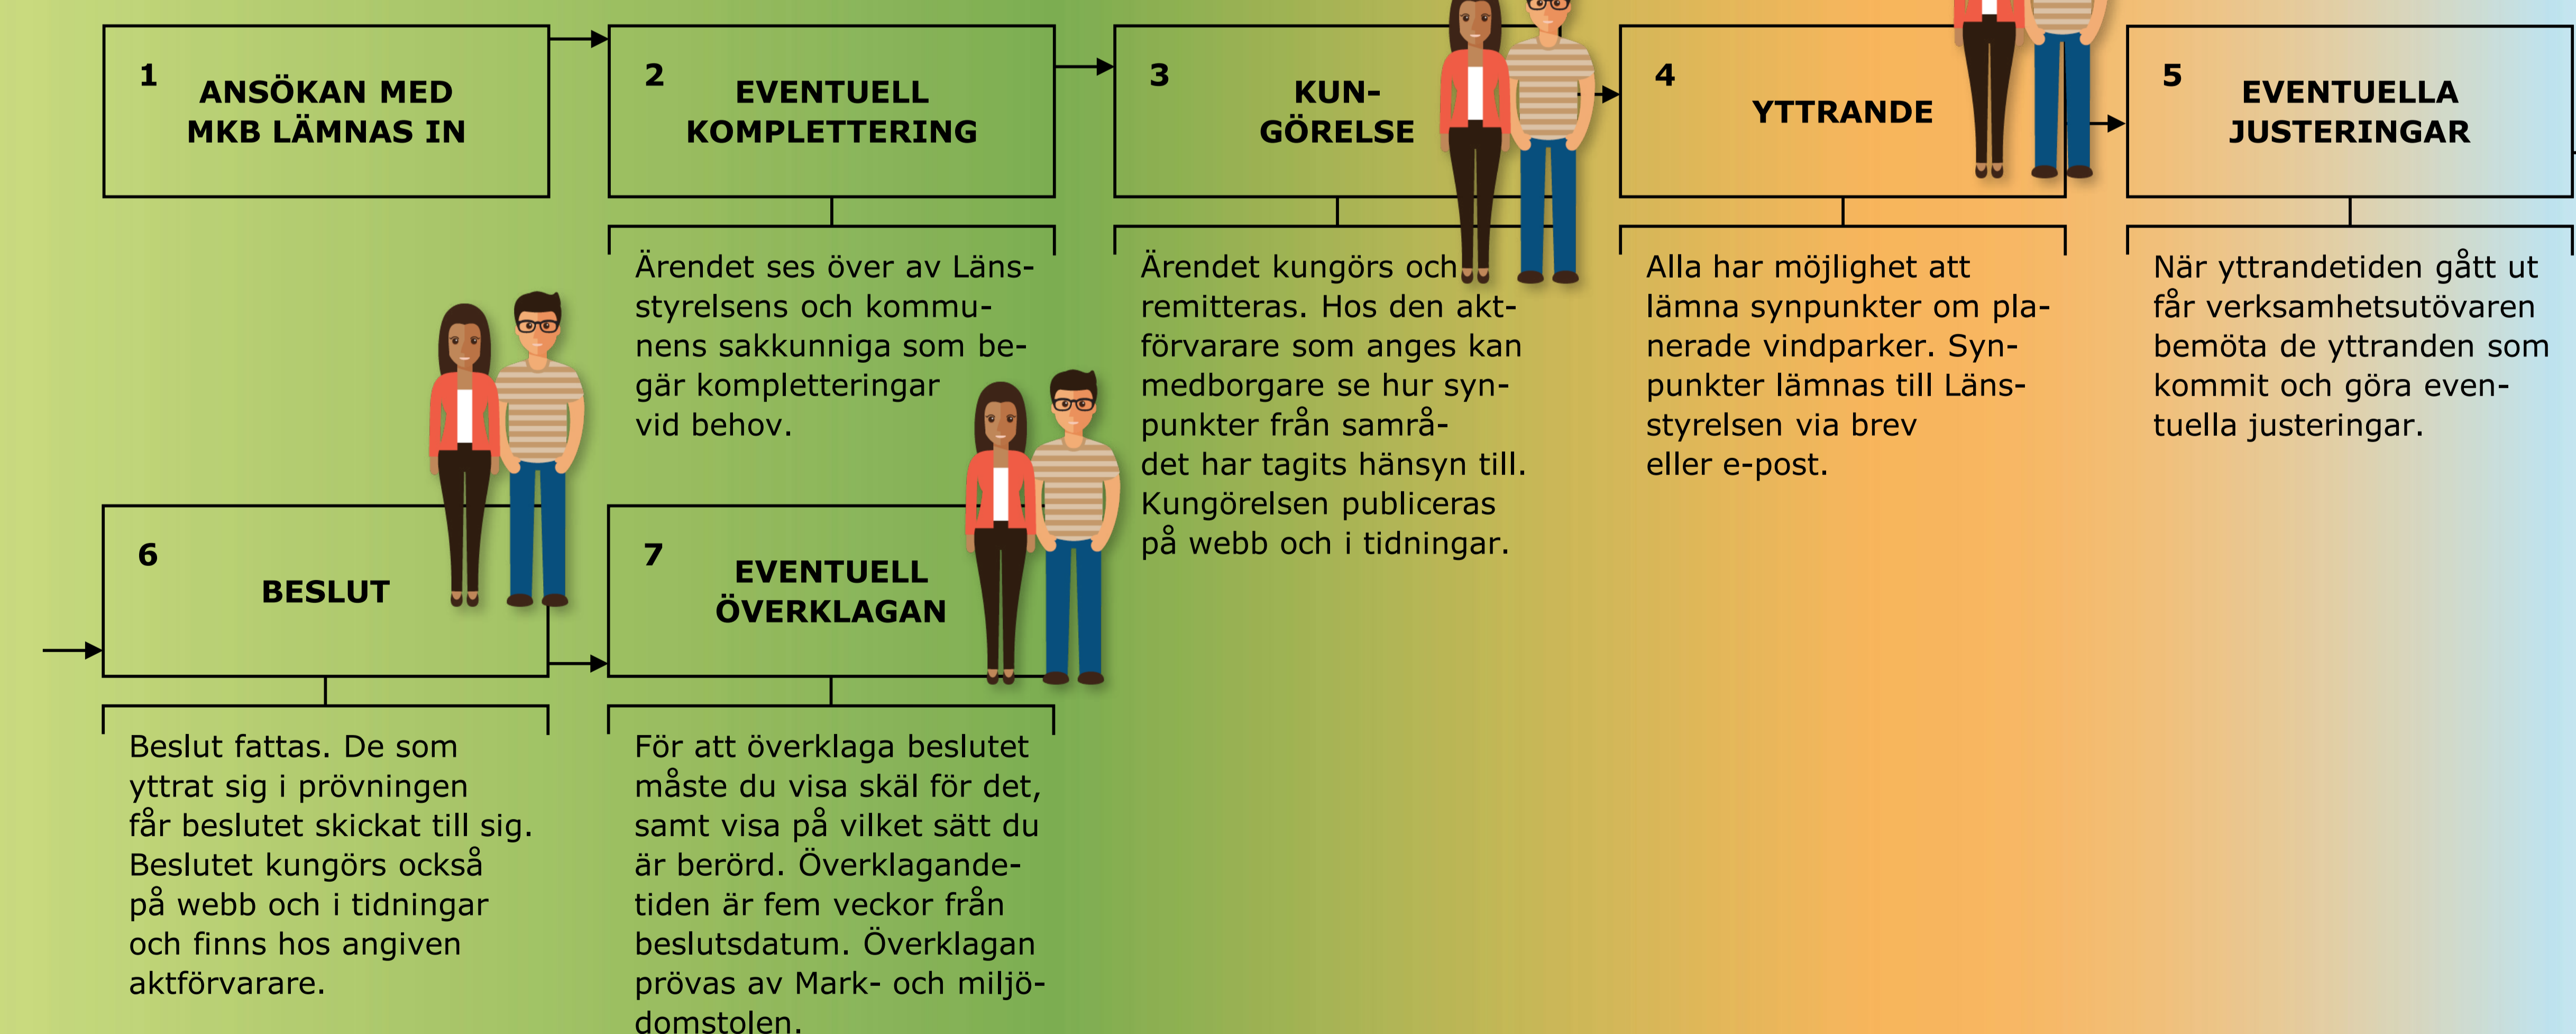 1
ANSÖKAN MED
MKB LÄMNAS IN
2
EVENTUELL
KOMPLETTERING
Ärendet ses över av Läns-
styrelsens och kommu-
nens sakkunniga som be-
gär kompletteringar
vid behov.
3
KUN-
GÖRELSE
Ärendet kungörs och
remitteras. Hos den akt-
förvarare som anges kan
medborgare se hur syn-
punkter från samrå-
det har tagits hänsyn till.
Kungörelsen publiceras
på webb och i tidningar.
4
YTTRANDE
Alla har möjlighet att
lämna synpunkter om pla-
nerade vindparker. Syn-
punkter lämnas till Läns-
styrelsen via brev
eller e-post.
5
EVENTUELLA
JUSTERINGAR
När yttrandetiden gått ut
får verksamhetsutövaren
bemöta de yttranden som
kommit och göra even-
tuella justeringar.
6
BESLUT
Beslut fattas. De som
yttrat sig i prövningen
får beslutet skickat till sig.
Beslutet kungörs också
på webb och i tidningar
och finns hos angiven
aktförvarare.
7
EVENTUELL
ÖVERKLAGAN
För att överklaga beslutet
måste du visa skäl för det,
samt visa på vilket sätt du
är berörd. Överklagande-
tiden är fem veckor från
beslutsdatum. Överklagan
prövas av Mark- och miljö-
domstolen.